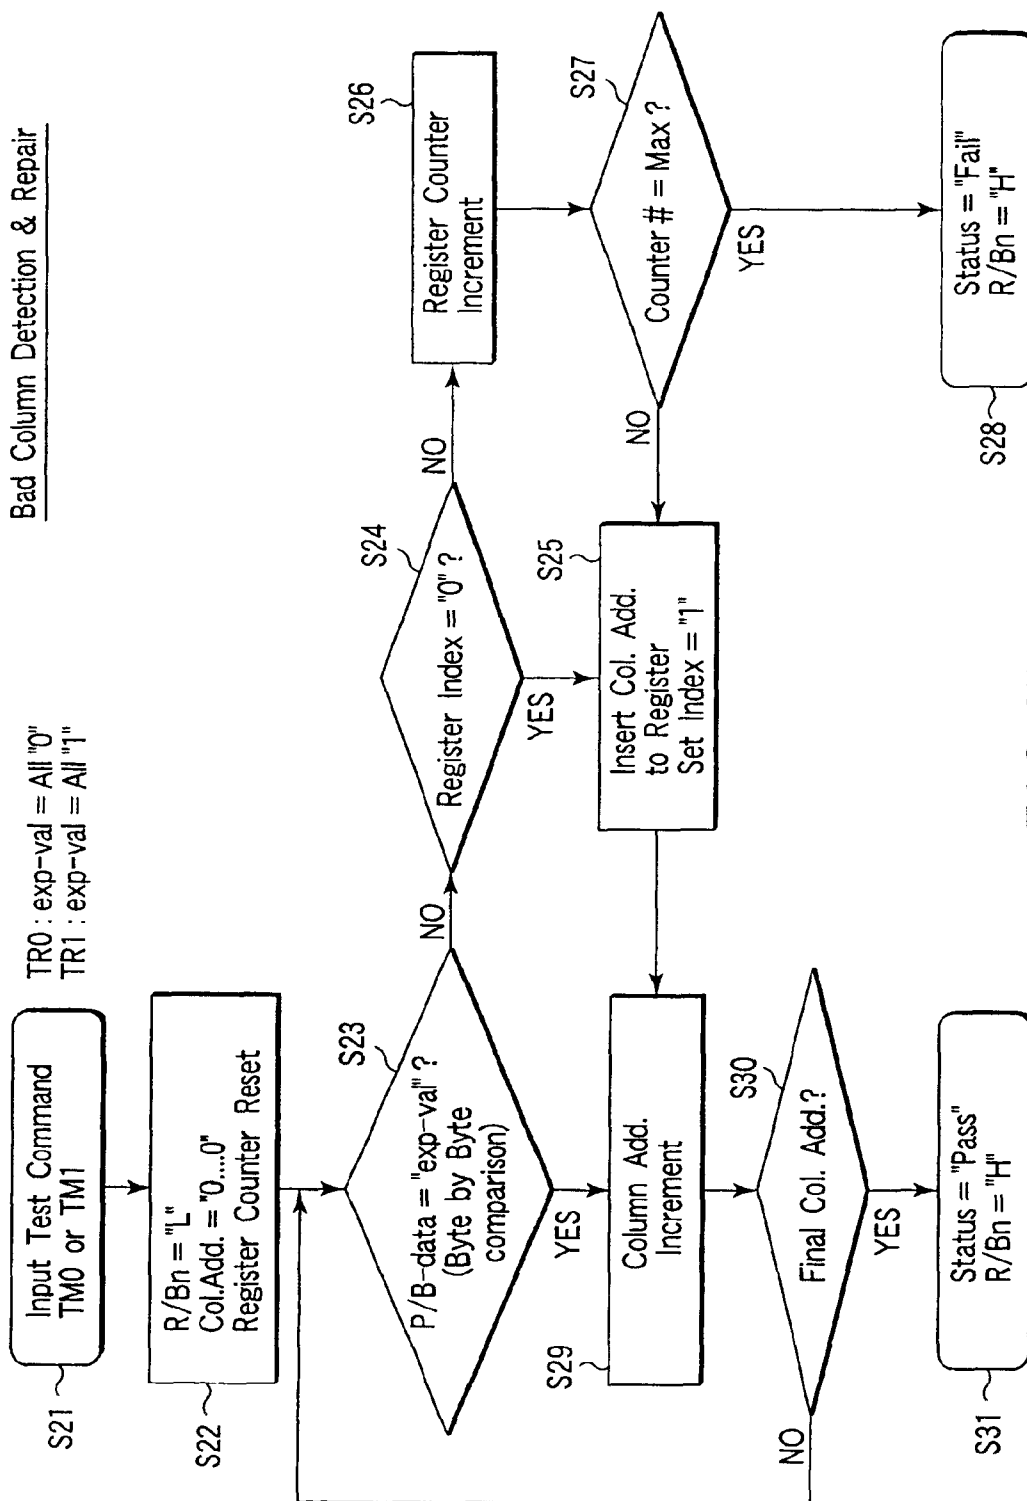 Bad Column Detection & Repair
TR0 : exp-val = All "0"
TR1 : exp-val = All "1"
Input Test Command
TM0 or TM1
S21
R/Bn = "L"
Col.Add. = "0....0"
Register Counter Reset
S22
P/B-data = "exp-val" ?
(Byte by Byte
comparison)
S23
NO
YES
Register Index = "0" ?
S24
NO
YES
Register Counter
Increment
S26
Counter # = Max ?
S27
NO
YES
Insert Col. Add.
to Register
Set Index = "1"
S25
Status = "Fail"
R/Bn = "H"
S28
Column Add.
Increment
S29
Final Col. Add.?
S30
NO
YES
Status = "Pass"
R/Bn = "H"
S31